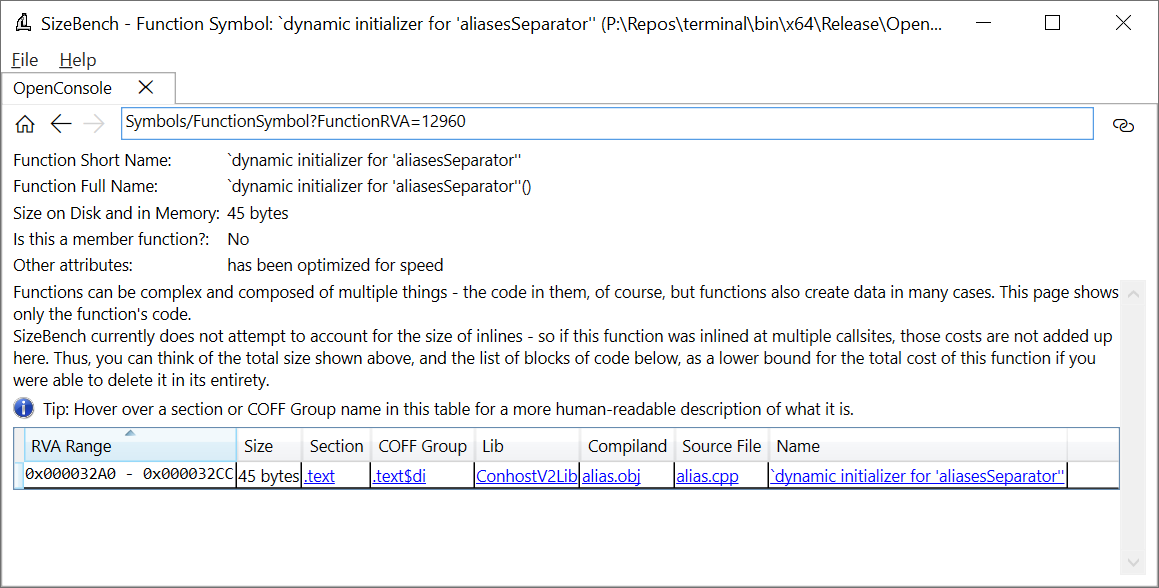 SizeBench - Function Symbol: `dynamic initializer for 'aliasesSeparator'' (P:\Repos\terminal\bin\x64\Release\Open...
File Help
OpenConsole
Symbols/FunctionSymbol?FunctionRVA=12960
Function Short Name: `dynamic initializer for 'aliasesSeparator''
Function Full Name: `dynamic initializer for 'aliasesSeparator''()
Size on Disk and in Memory: 45 bytes
Is this a member function?: No
Other attributes: has been optimized for speed
Functions can be complex and composed of multiple things - the code in them, of course, but functions also create data in many cases. This page shows
only the function's code.
SizeBench currently does not attempt to account for the size of inlines - so if this function was inlined at multiple callsites, those costs are not added up
here. Thus, you can think of the total size shown above, and the list of blocks of code below, as a lower bound for the total cost of this function if you
were able to delete it in its entirety.
Tip: Hover over a section or COFF Group name in this table for a more human-readable description of what it is.
RVA Range Size Section COFF Group Lib Compiland Source File Name
0x000032A0 - 0x000032CC 45 bytes .text .text$di ConhostV2Lib alias.obj alias.cpp `dynamic initializer for 'aliasesSeparator''